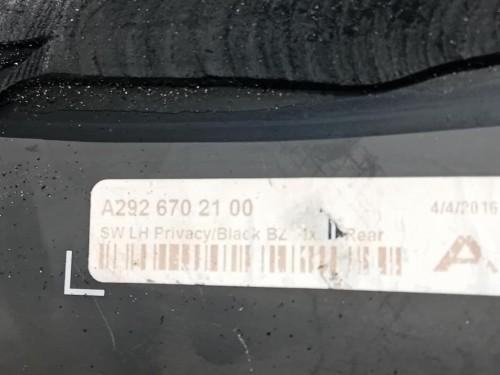 A292 670 21 00
4/4/2016
SW LH Privacy/Black BZ Rear